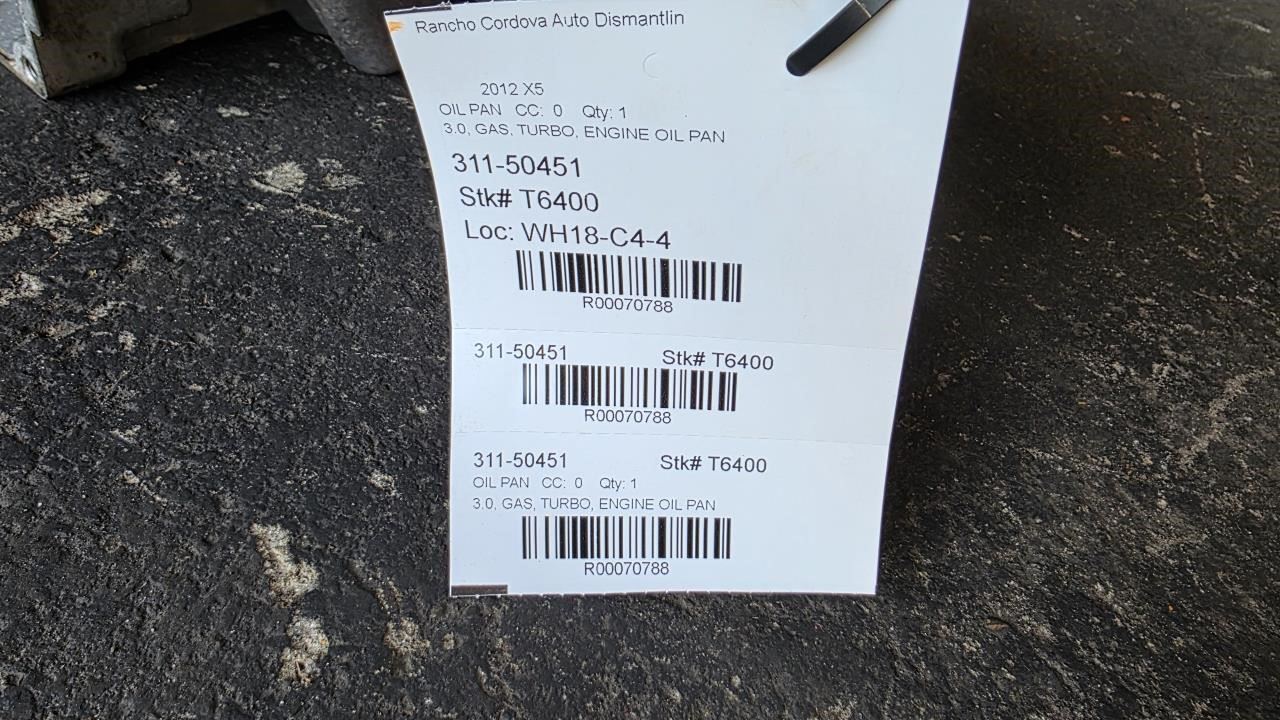 Rancho Cordova Auto Dismantlin
2012 X5
OIL PAN CC: 0 Qty: 1
3.0, GAS, TURBO, ENGINE OIL PAN
311-50451
Stk# T6400
Loc: WH18-C4-4
R00070788
311-50451 Stk# T6400
R00070788
311-50451 Stk# T6400
OIL PAN CC: 0 Qty: 1
3.0, GAS, TURBO, ENGINE OIL PAN
R00070788